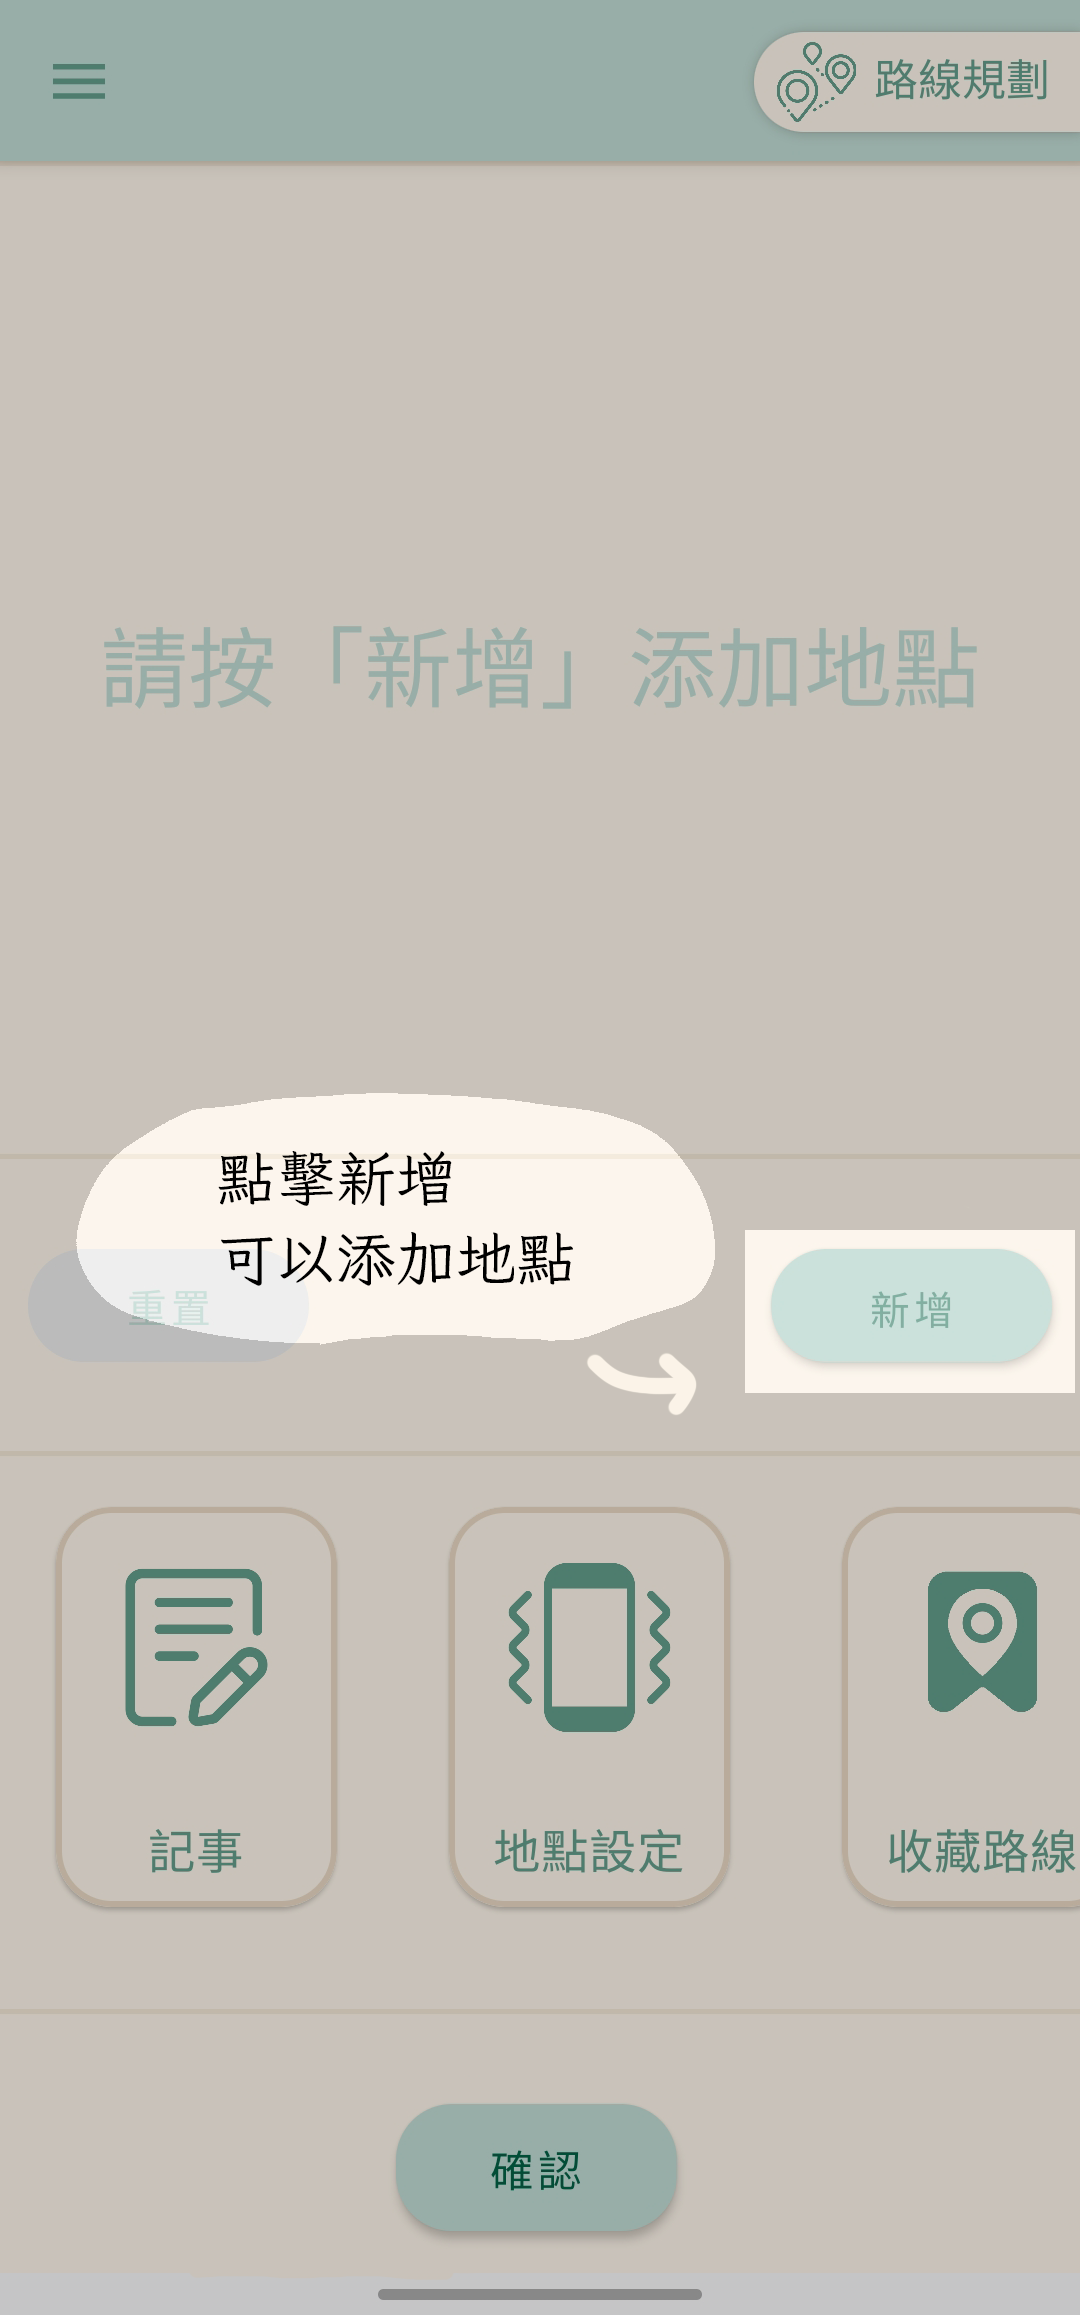 路線規劃
請按「新增」添加地點
點擊新增
可以添加地點
重置
新增
記事
地點設定
收藏路線
確認